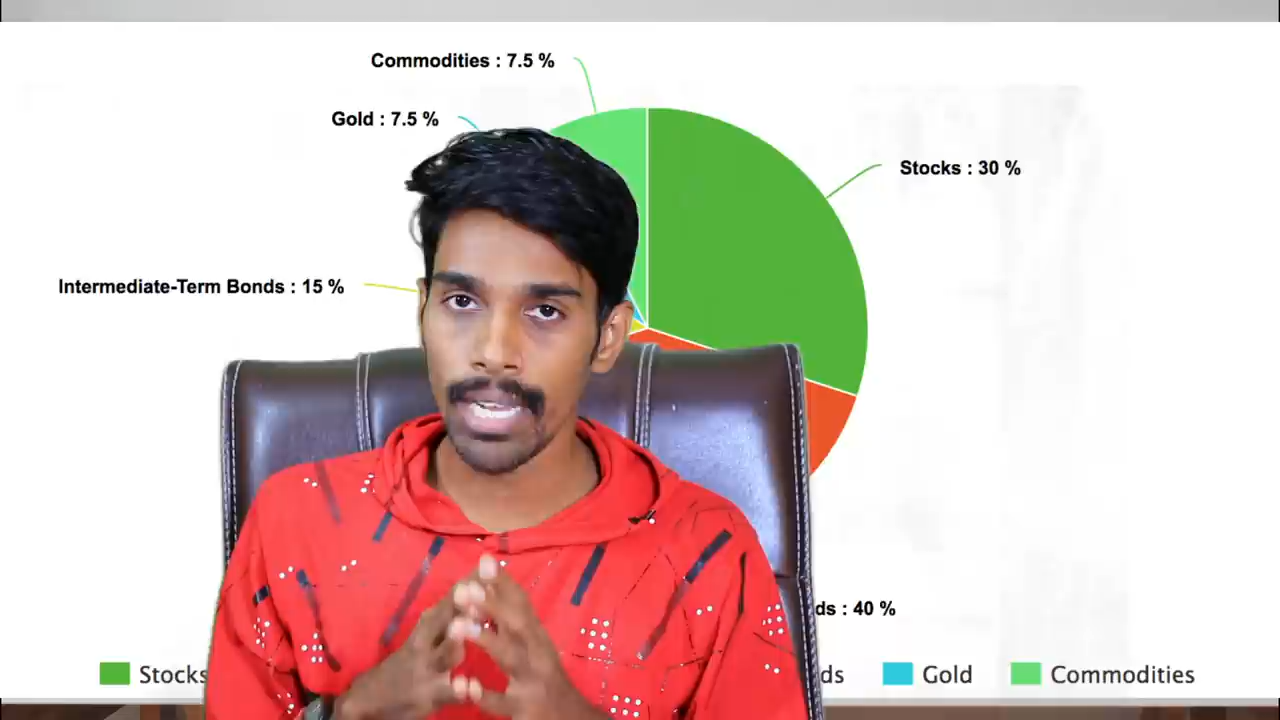 Commodities : 7.5 %
Gold : 7.5 %
Stocks : 30 %
Intermediate-Term Bonds : 15 %
ds : 40 %
Stocks ds Gold Commodities